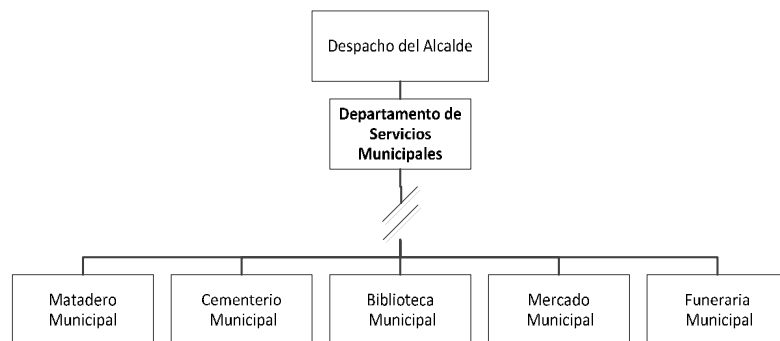 Despacho del Alcalde
Departamento de
Servicios
Municipales
Matadero
Municipal
Cementerio
Municipal
Biblioteca
Municipal
Mercado
Municipal
Funeraria
Municipal